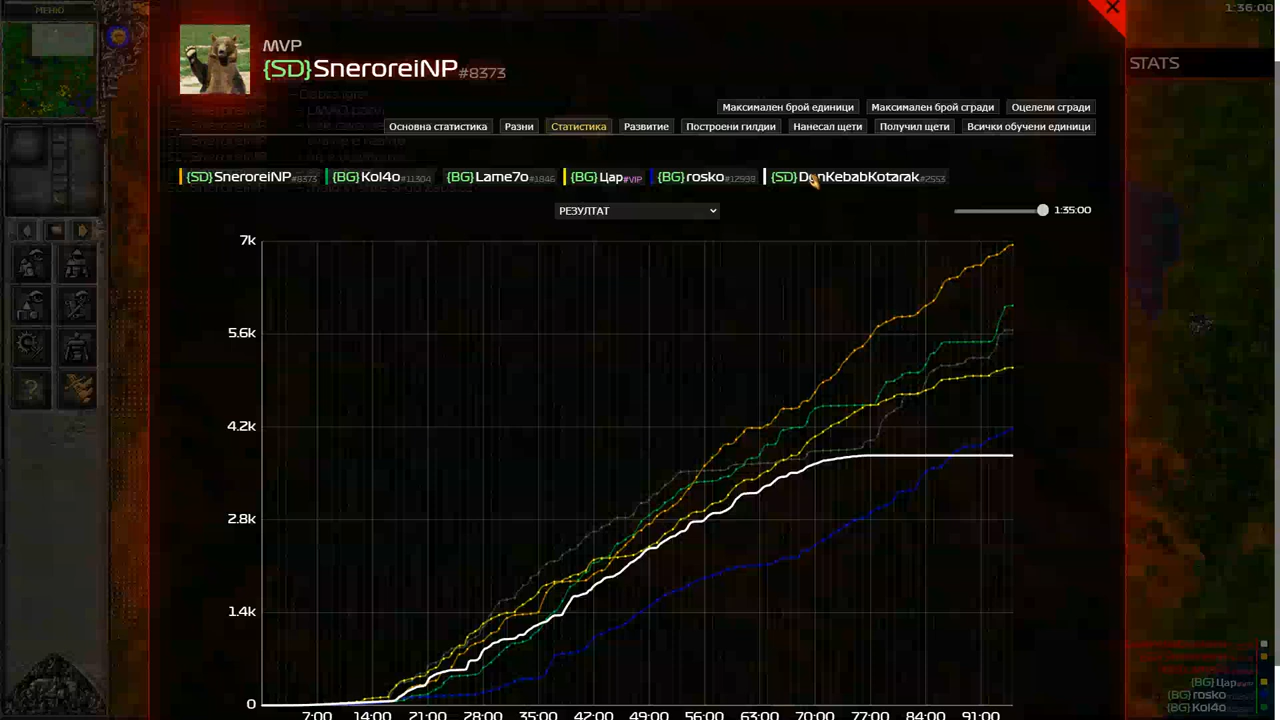 МЕНЮ
1:36:00
MVP
{SD}SneroreiNP#8373
STATS
Максимален брой единици Максимален брой сгради Оцелели сгради
Основна статистика Разни Статистика Развитие Построени гилдии Нанесал щети Получил щети Всички обучени единици
{SD}SneroreiNP#8373 {BG}Kol4o#11304 {BG}Lame7o#1846 {BG}Цар#VIP {BG}rosko#12598 {SD}DonKebabKotarak#2553
РЕЗУЛТАТ 1:35:00
7k
5.6k
4.2k
2.8k
1.4k
0
7:00 14:00 21:00 28:00 35:00 42:00 49:00 56:00 63:00 70:00 77:00 84:00 91:00
{BG}Цар
{BG}rosko
{BG}Kol4o